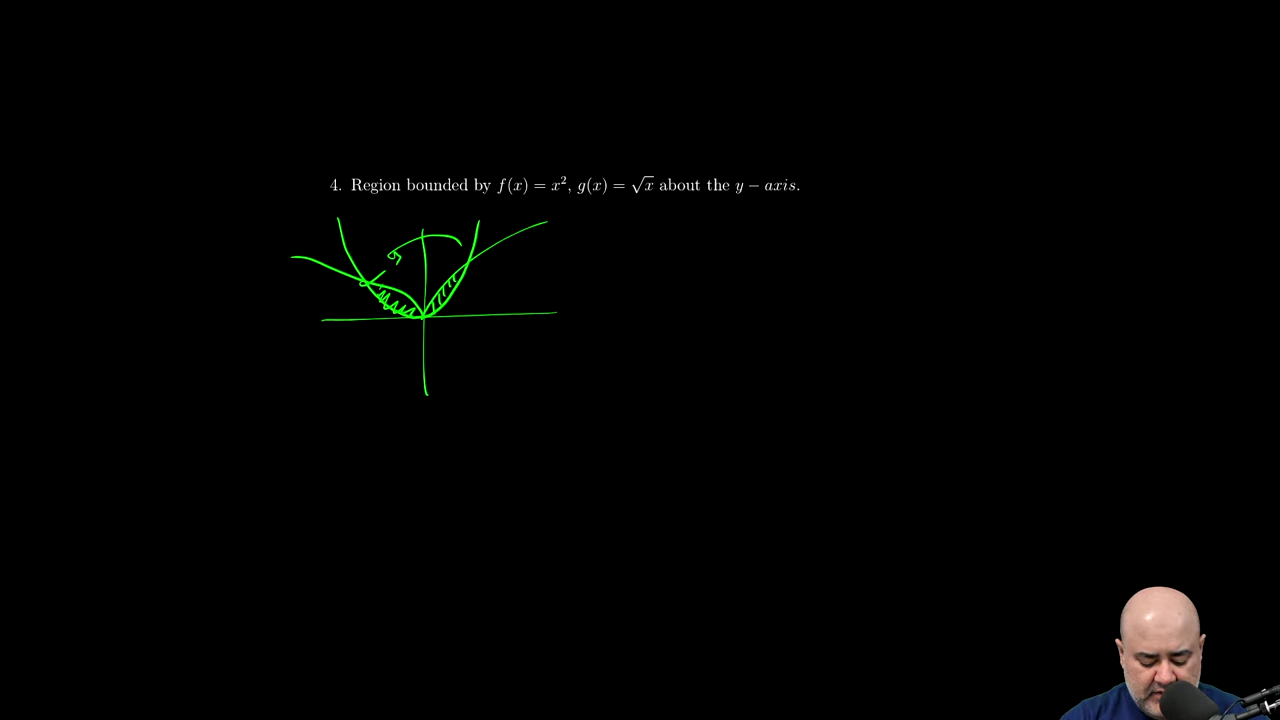 4. Region bounded by f(x) = x², g(x) = √x about the y − axis.